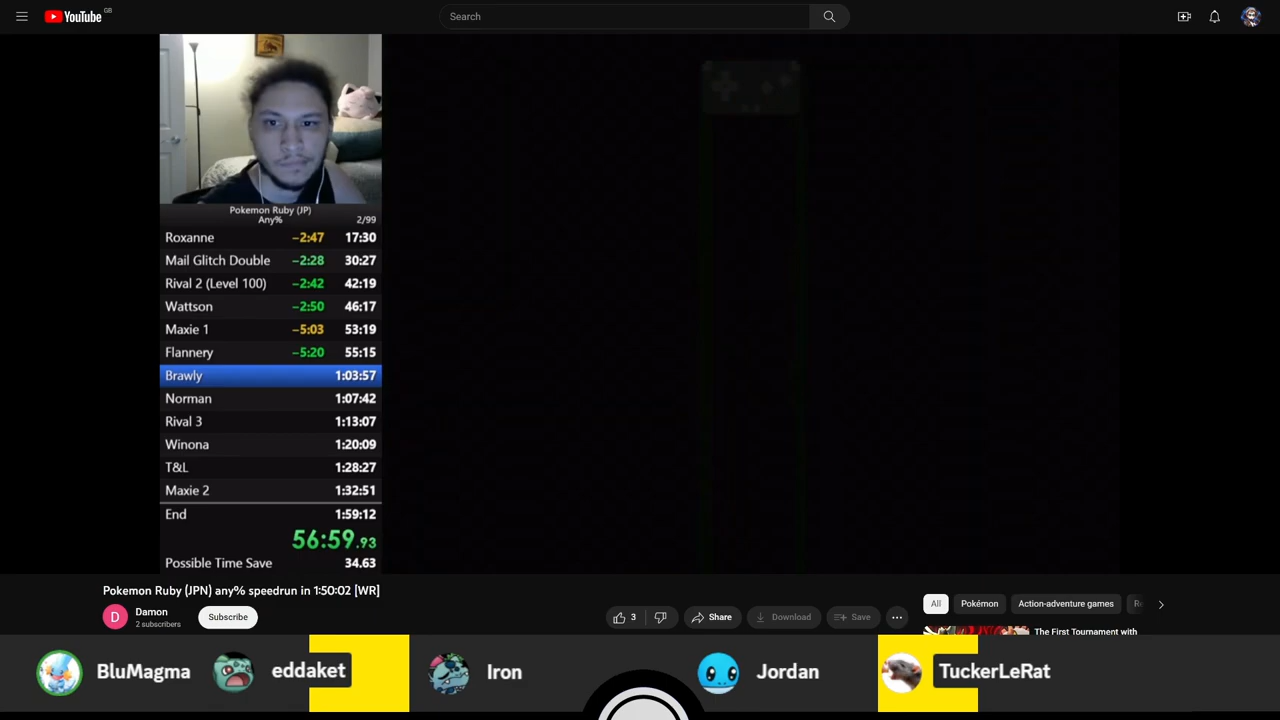 YouTube GB
Search
Pokemon Ruby (JP)
Any% 2/99
Roxanne −2:47 17:30
Mail Glitch Double −2:28 30:27
Rival 2 (Level 100) −2:42 42:19
Wattson −2:50 46:17
Maxie 1 −5:03 53:19
Flannery −5:20 55:15
Brawly 1:03:57
Norman 1:07:42
Rival 3 1:13:07
Winona 1:20:09
T&L 1:28:27
Maxie 2 1:32:51
End 1:59:12
56:59.93
Possible Time Save 34.63
Pokemon Ruby (JPN) any% speedrun in 1:50:02 [WR]
D
Damon
2 subscribers
Subscribe
3
Share
Download
Save
All
Pokémon
Action-adventure games
Re
The First Tournament with
BluMagma
eddaket
Iron
Jordan
TuckerLeRat